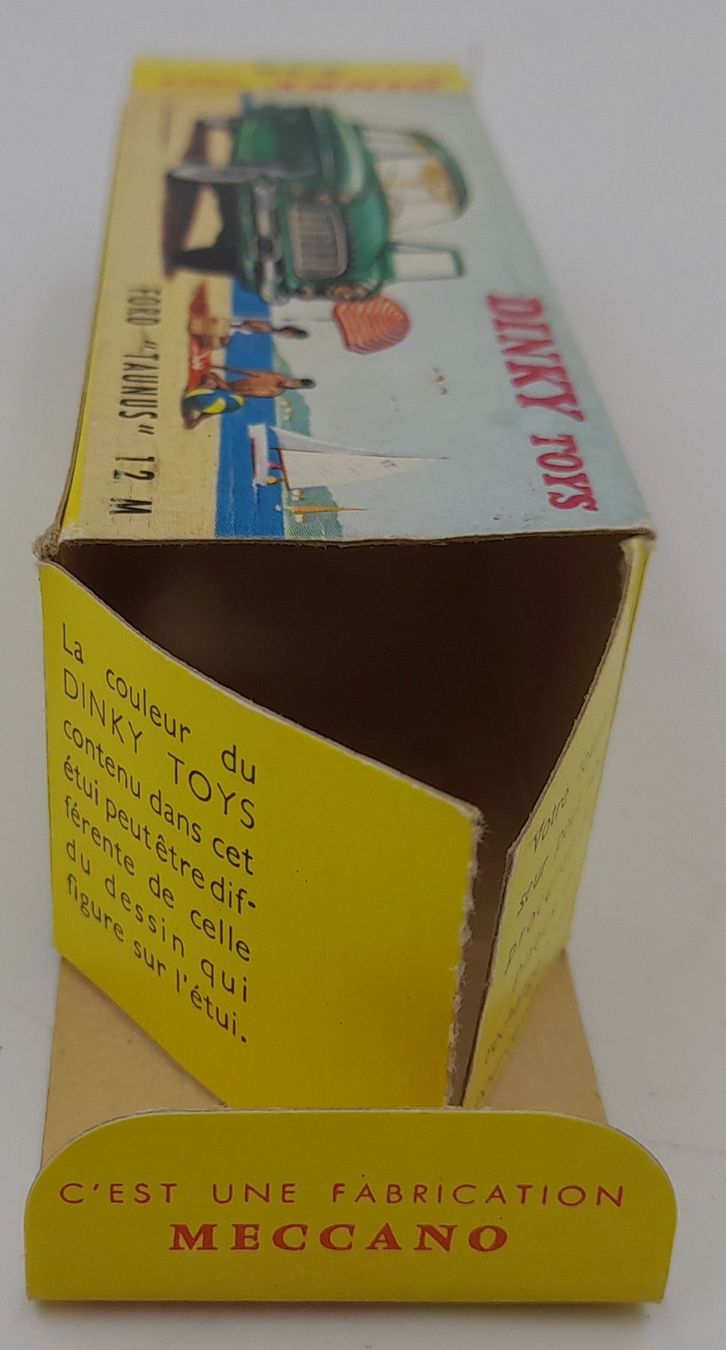 DINKY TOYS
FORD "TAUNUS" 12 M
La couleur du
DINKY TOYS
contenu dans cet
étui peut être dif-
férente de celle
du dessin qui
figure sur l'étui.
Votre
C'EST UNE FABRICATION
MECCANO